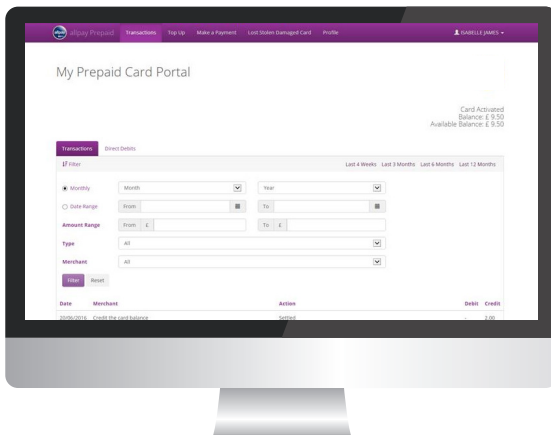 allpay allpay Prepaid Transactions Top Up Make a Payment Lost Stolen Damaged Card Profile ISABELLE JAMES
My Prepaid Card Portal
Card Activated
Balance: £ 9.50
Available Balance: £ 9.50
Transactions Direct Debits
Filter Last 4 Weeks Last 3 Months Last 6 Months Last 12 Months
Monthly Month Year
Date Range From To
Amount Range From £ To £
Type All
Merchant All
Filter Reset
Date Merchant Action Debit Credit
20/06/2016 Credit the card balance Settled - 2.00